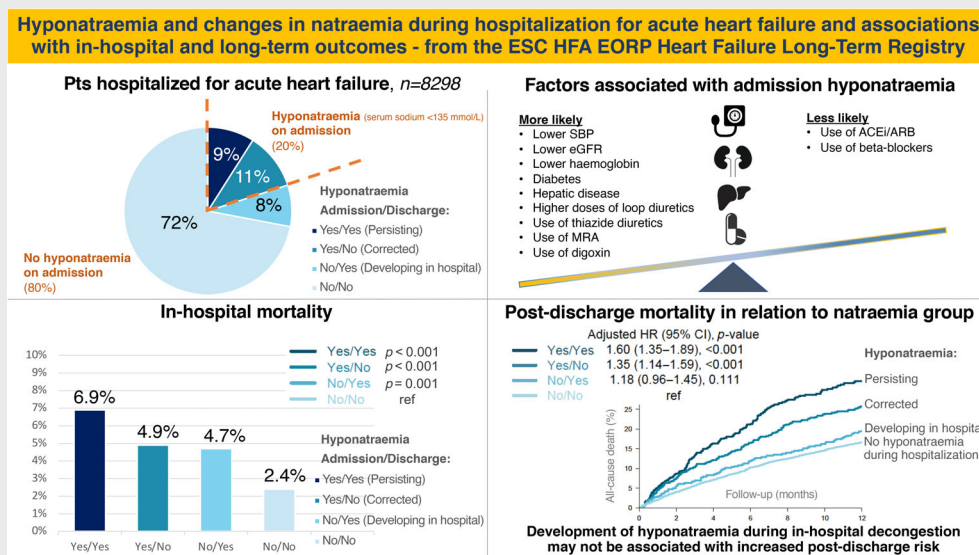 Hyponatraemia and changes in natraemia during hospitalization for acute heart failure and associations
with in-hospital and long-term outcomes - from the ESC HFA EORP Heart Failure Long-Term Registry
Pts hospitalized for acute heart failure, n=8298
Hyponatraemia (serum sodium <135 mmol/L)
on admission
(20%)
9%
11%
8%
72%
No hyponatraemia
on admission
(80%)
Hyponatraemia
Admission/Discharge:
Yes/Yes (Persisting)
Yes/No (Corrected)
No/Yes (Developing in hospital)
No/No
Factors associated with admission hyponatraemia
More likely
• Lower SBP
• Lower eGFR
• Lower haemoglobin
• Diabetes
• Hepatic disease
• Higher doses of loop diuretics
• Use of thiazide diuretics
• Use of MRA
• Use of digoxin
Less likely
• Use of ACEi/ARB
• Use of beta-blockers
In-hospital mortality
Yes/Yes p < 0.001
Yes/No p < 0.001
No/Yes p = 0.001
No/No ref
10%
9%
8%
7%
6%
5%
4%
3%
2%
1%
0%
6.9%
4.9%
4.7%
2.4%
Yes/Yes Yes/No No/Yes No/No
Hyponatraemia
Admission/Discharge:
Yes/Yes (Persisting)
Yes/No (Corrected)
No/Yes (Developing in hospital)
No/No
Post-discharge mortality in relation to natraemia group
Adjusted HR (95% CI), p-value
Yes/Yes 1.60 (1.35–1.89), <0.001
Yes/No 1.35 (1.14–1.59), <0.001
No/Yes 1.18 (0.96–1.45), 0.111
No/No ref
Hyponatraemia:
Persisting
Corrected
Developing in hospita
No hyponatraemia
during hospitalization
All-cause death (%)
25
20
15
10
5
0
Follow-up (months)
0 2 4 6 8 10 12
Development of hyponatraemia during in-hospital decongestion
may not be associated with increased post-discharge risk